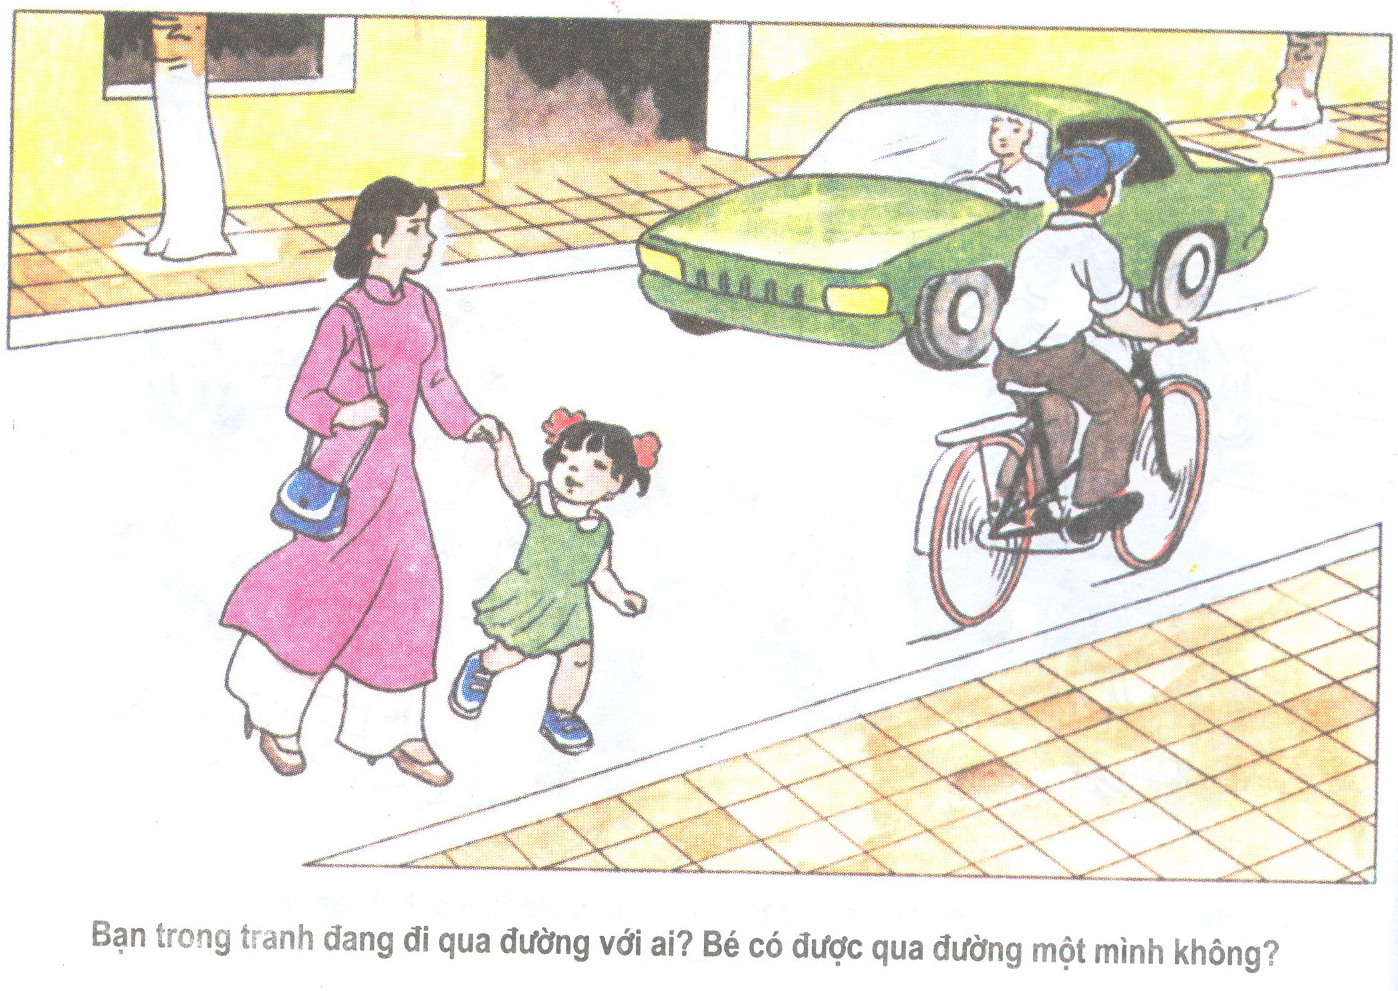 Bạn trong tranh đang đi qua đường với ai? Bé có được qua đường một mình không?